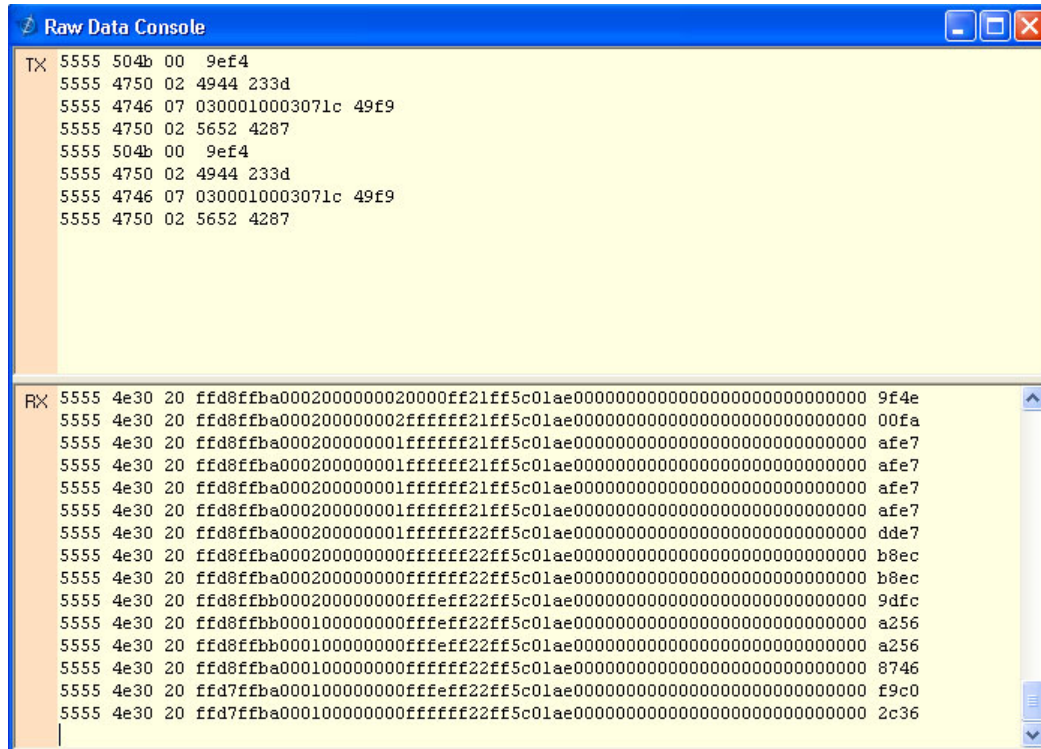 Raw Data Console
TX 5555 504b 00 9ef4
5555 4750 02 4944 233d
5555 4746 07 0300010003071c 49f9
5555 4750 02 5652 4287
5555 504b 00 9ef4
5555 4750 02 4944 233d
5555 4746 07 0300010003071c 49f9
5555 4750 02 5652 4287
RX 5555 4e30 20 ffd8ffba0002000000020000ff21ff5c01ae0000000000000000000000000000 9f4e
5555 4e30 20 ffd8ffba000200000002ffffff21ff5c01ae0000000000000000000000000000 00fa
5555 4e30 20 ffd8ffba000200000001ffffff21ff5c01ae0000000000000000000000000000 afe7
5555 4e30 20 ffd8ffba000200000001ffffff21ff5c01ae0000000000000000000000000000 afe7
5555 4e30 20 ffd8ffba000200000001ffffff21ff5c01ae0000000000000000000000000000 afe7
5555 4e30 20 ffd8ffba000200000001ffffff21ff5c01ae0000000000000000000000000000 afe7
5555 4e30 20 ffd8ffba000200000001ffffff22ff5c01ae0000000000000000000000000000 dde7
5555 4e30 20 ffd8ffba000200000000ffffff22ff5c01ae0000000000000000000000000000 b8ec
5555 4e30 20 ffd8ffba000200000000ffffff22ff5c01ae0000000000000000000000000000 b8ec
5555 4e30 20 ffd8ffbb000200000000fffeff22ff5c01ae0000000000000000000000000000 9dfc
5555 4e30 20 ffd8ffbb000100000000fffeff22ff5c01ae0000000000000000000000000000 a256
5555 4e30 20 ffd8ffbb000100000000fffeff22ff5c01ae0000000000000000000000000000 a256
5555 4e30 20 ffd8ffba000100000000fffeff22ff5c01ae0000000000000000000000000000 8746
5555 4e30 20 ffd7ffba000100000000fffeff22ff5c01ae0000000000000000000000000000 f9c0
5555 4e30 20 ffd7ffba000100000000ffffff22ff5c01ae0000000000000000000000000000 2c36